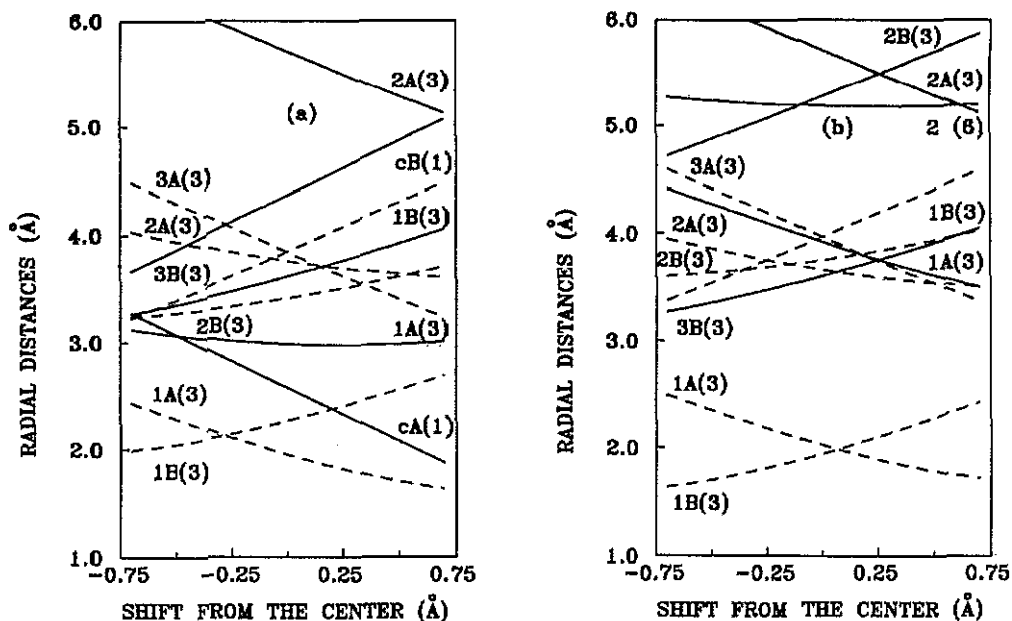 6.0
2A(3)
(a)
5.0
cB(1)
3A(3)
1B(3)
2A(3)
4.0
3B(3)
2B(3)
1A(3)
3.0
1A(3)
cA(1)
2.0
1B(3)
1.0
-0.75 -0.25 0.25 0.75
SHIFT FROM THE CENTER (Å)
RADIAL DISTANCES (Å)
6.0
2B(3)
2A(3)
5.0
(b)
2 (6)
3A(3)
1B(3)
2A(3)
4.0
2B(3)
1A(3)
3B(3)
3.0
1A(3)
2.0
1B(3)
1.0
-0.75 -0.25 0.25 0.75
SHIFT FROM THE CENTER (Å)
RADIAL DISTANCES (Å)